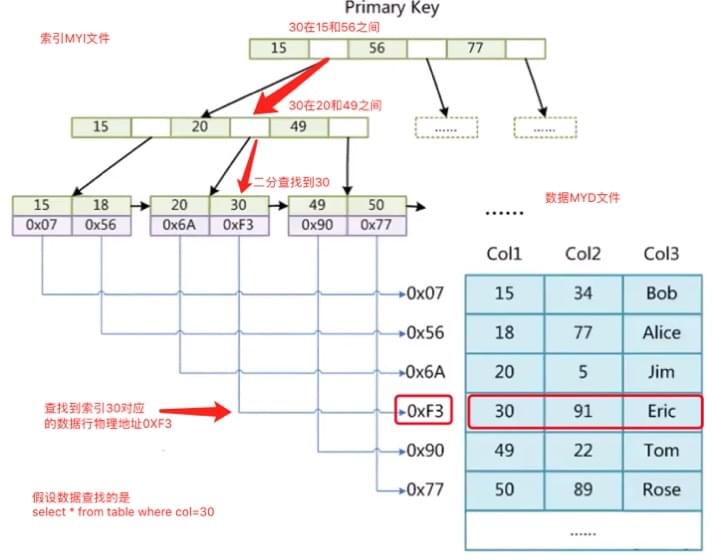 Primary Key
索引MYI文件
30在15和56之间
15 56 77
30在20和49之间
15 20 49
...... ......
二分查找到30
15 18 20 30 49 50
0x07 0x56 0x6A 0xF3 0x90 0x77
数据MYD文件
......
Col1 Col2 Col3
0x07 15 34 Bob
0x56 18 77 Alice
0x6A 20 5 Jim
0xF3 30 91 Eric
0x90 49 22 Tom
0x77 50 89 Rose
......
查找到索引30对应
的数据行物理地址0XF3
假设数据查找的是
select * from table where col=30